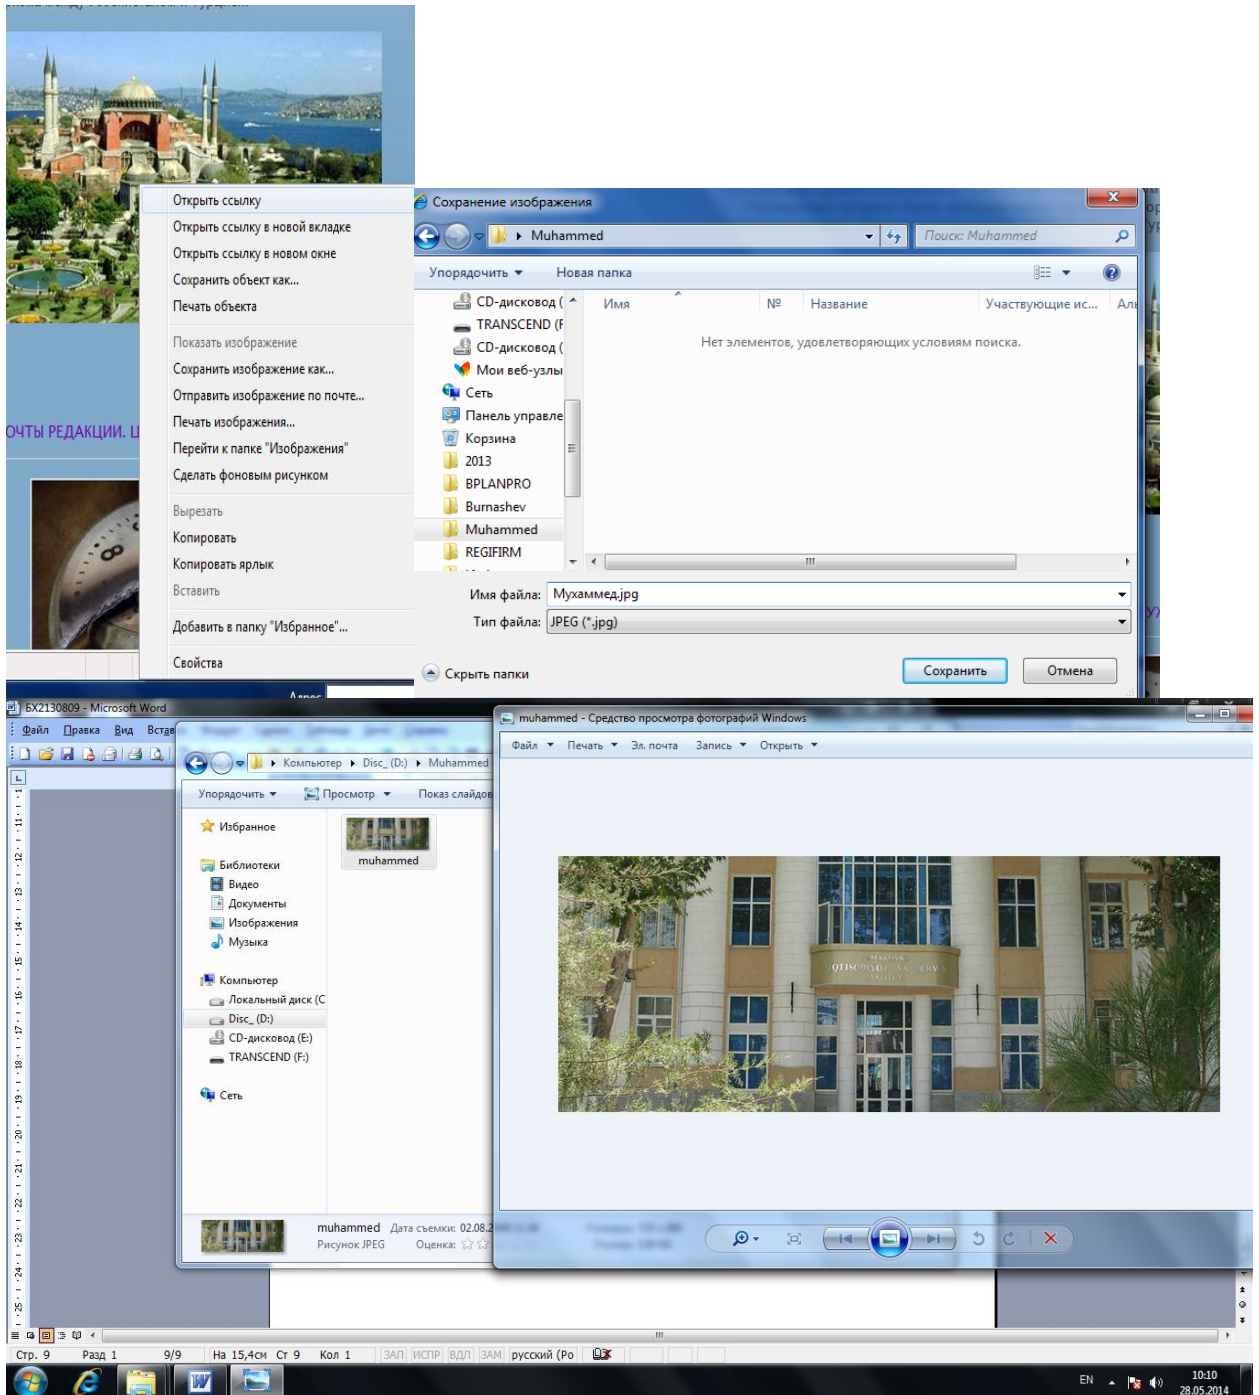 Открыть ссылку
Открыть ссылку в новой вкладке
Открыть ссылку в новом окне
Сохранить объект как...
Печать объекта
Показать изображение
Сохранить изображение как...
Отправить изображение по почте...
Печать изображения...
Перейти к папке "Изображения"
Сделать фоновым рисунком
Вырезать
Копировать
Копировать ярлык
Вставить
Добавить в папку "Избранное"...
Свойства
ОЧТЫ РЕДАКЦИИ. Ц
Сохранение изображения
Muhammed
Поиск: Muhammed
Упорядочить Новая папка
Имя № Название Участвующие ис... Аль
Нет элементов, удовлетворяющих условиям поиска.
CD-дисковод (
TRANSCEND (F
CD-дисковод (
Мои веб-узлы
Сеть
Панель управле
Корзина
2013
BPLANPRO
Burnashev
Muhammed
REGIFIRM
Имя файла: Мухаммед.jpg
Тип файла: JPEG (*.jpg)
Скрыть папки
Сохранить Отмена
БХ2130809 - Microsoft Word
Файл Правка Вид Встав
Компьютер Disc_ (D:) Muhammed
Упорядочить Просмотр Показ слайдов
Избранное
Библиотеки
Видео
Документы
Изображения
Музыка
Компьютер
Локальный диск (C
Disc_ (D:)
CD-дисковод (E:)
TRANSCEND (F:)
Сеть
muhammed
muhammed Дата съемки: 02.08.2
Рисунок JPEG Оценка:
muhammed - Средство просмотра фотографий Windows
Файл Печать Эл. почта Запись Открыть
IQTISODIYOT VA SERVIS
Стр. 9 Разд 1 9/9 На 15,4см Ст 9 Кол 1 ЗАП ИСПР ВДЛ ЗАМ русский (Ро
EN 10:10
28.05.2014